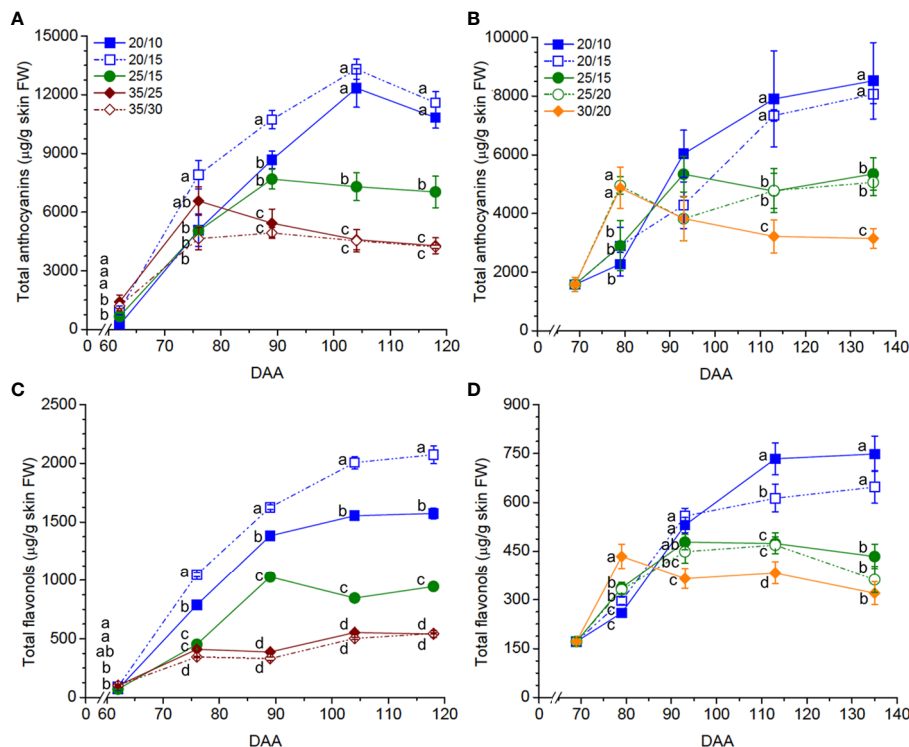 A
Total anthocyanins (µg/g skin FW)
15000
12000
9000
6000
3000
0
20/10
20/15
25/15
35/25
35/30
a
a
a
b
b
a
ab
b
b
b
a
b
b
c
c
a
a
b
c
c
a
a
b
c
c
0 60 70 80 90 100 110 120
DAA
B
Total anthocyanins (µg/g skin FW)
10000
8000
6000
4000
2000
0
20/10
20/15
25/15
25/20
30/20
a
a
b
b
a
a
b
b
c
a
a
b
b
c
0 70 80 90 100 110 120 130 140
DAA
C
Total flavonols (µg/g skin FW)
2500
2000
1500
1000
500
0
a
a
ab
b
b
a
b
c
c
d
a
b
c
d
d
a
b
c
d
d
a
b
c
d
d
0 60 70 80 90 100 110 120
DAA
D
Total flavonols (µg/g skin FW)
900
750
600
450
300
150
0
a
b
b
c
c
a
a
ab
bc
c
a
b
c
c
d
a
a
b
b
b
0 70 80 90 100 110 120 130 140
DAA